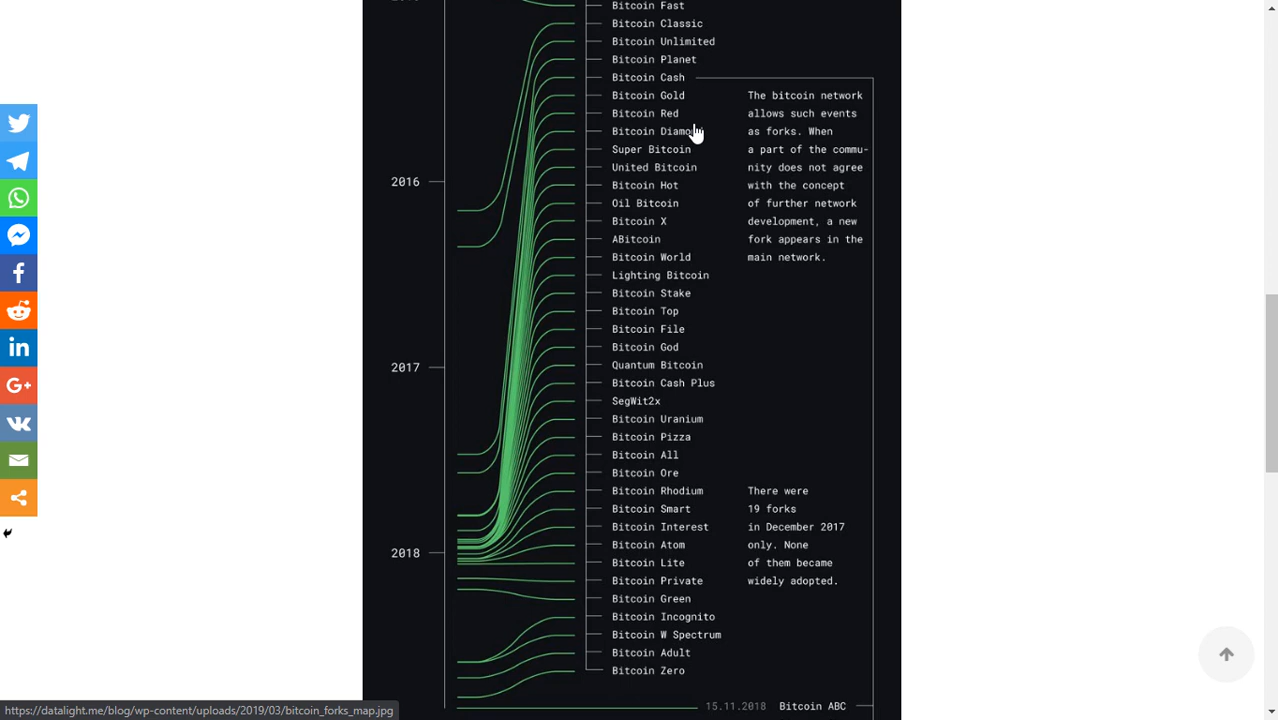 Bitcoin Fast
Bitcoin Classic
Bitcoin Unlimited
Bitcoin Planet
Bitcoin Cash
Bitcoin Gold
Bitcoin Red
Bitcoin Diamo
Super Bitcoin
United Bitcoin
Bitcoin Hot
Oil Bitcoin
Bitcoin X
ABitcoin
Bitcoin World
Lighting Bitcoin
Bitcoin Stake
Bitcoin Top
Bitcoin File
Bitcoin God
Quantum Bitcoin
Bitcoin Cash Plus
SegWit2x
Bitcoin Uranium
Bitcoin Pizza
Bitcoin All
Bitcoin Ore
Bitcoin Rhodium
Bitcoin Smart
Bitcoin Interest
Bitcoin Atom
Bitcoin Lite
Bitcoin Private
Bitcoin Green
Bitcoin Incognito
Bitcoin W Spectrum
Bitcoin Adult
Bitcoin Zero
The bitcoin network
allows such events
as forks. When
a part of the commu-
nity does not agree
with the concept
of further network
development, a new
fork appears in the
main network.
There were
19 forks
in December 2017
only. None
of them became
widely adopted.
2016
2017
2018
15.11.2018 Bitcoin ABC
https://datalight.me/blog/wp-content/uploads/2019/03/bitcoin_forks_map.jpg